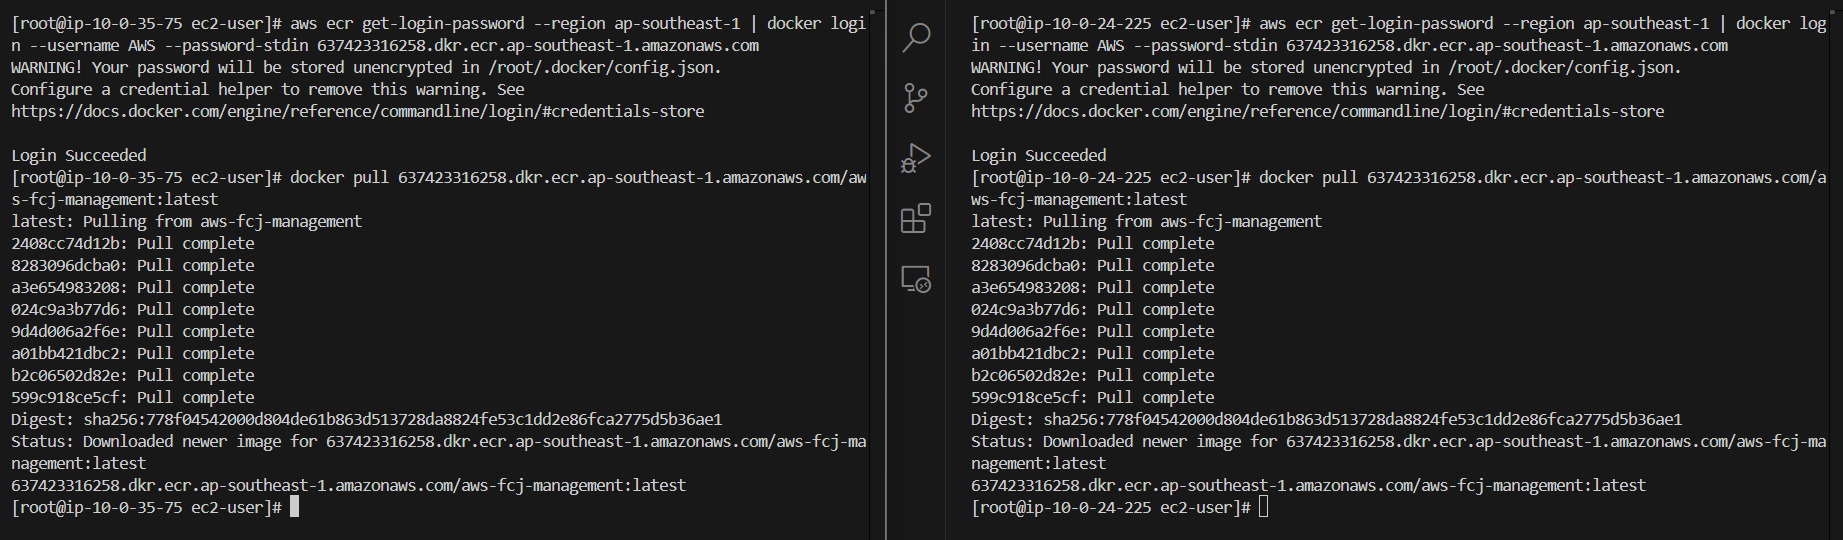 [root@ip-10-0-35-75 ec2-user]# aws ecr get-login-password --region ap-southeast-1 | docker logi
n --username AWS --password-stdin 637423316258.dkr.ecr.ap-southeast-1.amazonaws.com
WARNING! Your password will be stored unencrypted in /root/.docker/config.json.
Configure a credential helper to remove this warning. See
https://docs.docker.com/engine/reference/commandline/login/#credentials-store
Login Succeeded
[root@ip-10-0-35-75 ec2-user]# docker pull 637423316258.dkr.ecr.ap-southeast-1.amazonaws.com/aw
s-fcj-management:latest
latest: Pulling from aws-fcj-management
2408cc74d12b: Pull complete
8283096dcba0: Pull complete
a3e654983208: Pull complete
024c9a3b77d6: Pull complete
9d4d006a2f6e: Pull complete
a01bb421dbc2: Pull complete
b2c06502d82e: Pull complete
599c918ce5cf: Pull complete
Digest: sha256:778f04542000d804de61b863d513728da8824fe53c1dd2e86fca2775d5b36ae1
Status: Downloaded newer image for 637423316258.dkr.ecr.ap-southeast-1.amazonaws.com/aws-fcj-ma
nagement:latest
637423316258.dkr.ecr.ap-southeast-1.amazonaws.com/aws-fcj-management:latest
[root@ip-10-0-35-75 ec2-user]#
[root@ip-10-0-24-225 ec2-user]# aws ecr get-login-password --region ap-southeast-1 | docker log
in --username AWS --password-stdin 637423316258.dkr.ecr.ap-southeast-1.amazonaws.com
WARNING! Your password will be stored unencrypted in /root/.docker/config.json.
Configure a credential helper to remove this warning. See
https://docs.docker.com/engine/reference/commandline/login/#credentials-store
Login Succeeded
[root@ip-10-0-24-225 ec2-user]# docker pull 637423316258.dkr.ecr.ap-southeast-1.amazonaws.com/a
ws-fcj-management:latest
latest: Pulling from aws-fcj-management
2408cc74d12b: Pull complete
8283096dcba0: Pull complete
a3e654983208: Pull complete
024c9a3b77d6: Pull complete
9d4d006a2f6e: Pull complete
a01bb421dbc2: Pull complete
b2c06502d82e: Pull complete
599c918ce5cf: Pull complete
Digest: sha256:778f04542000d804de61b863d513728da8824fe53c1dd2e86fca2775d5b36ae1
Status: Downloaded newer image for 637423316258.dkr.ecr.ap-southeast-1.amazonaws.com/aws-fcj-ma
nagement:latest
637423316258.dkr.ecr.ap-southeast-1.amazonaws.com/aws-fcj-management:latest
[root@ip-10-0-24-225 ec2-user]#